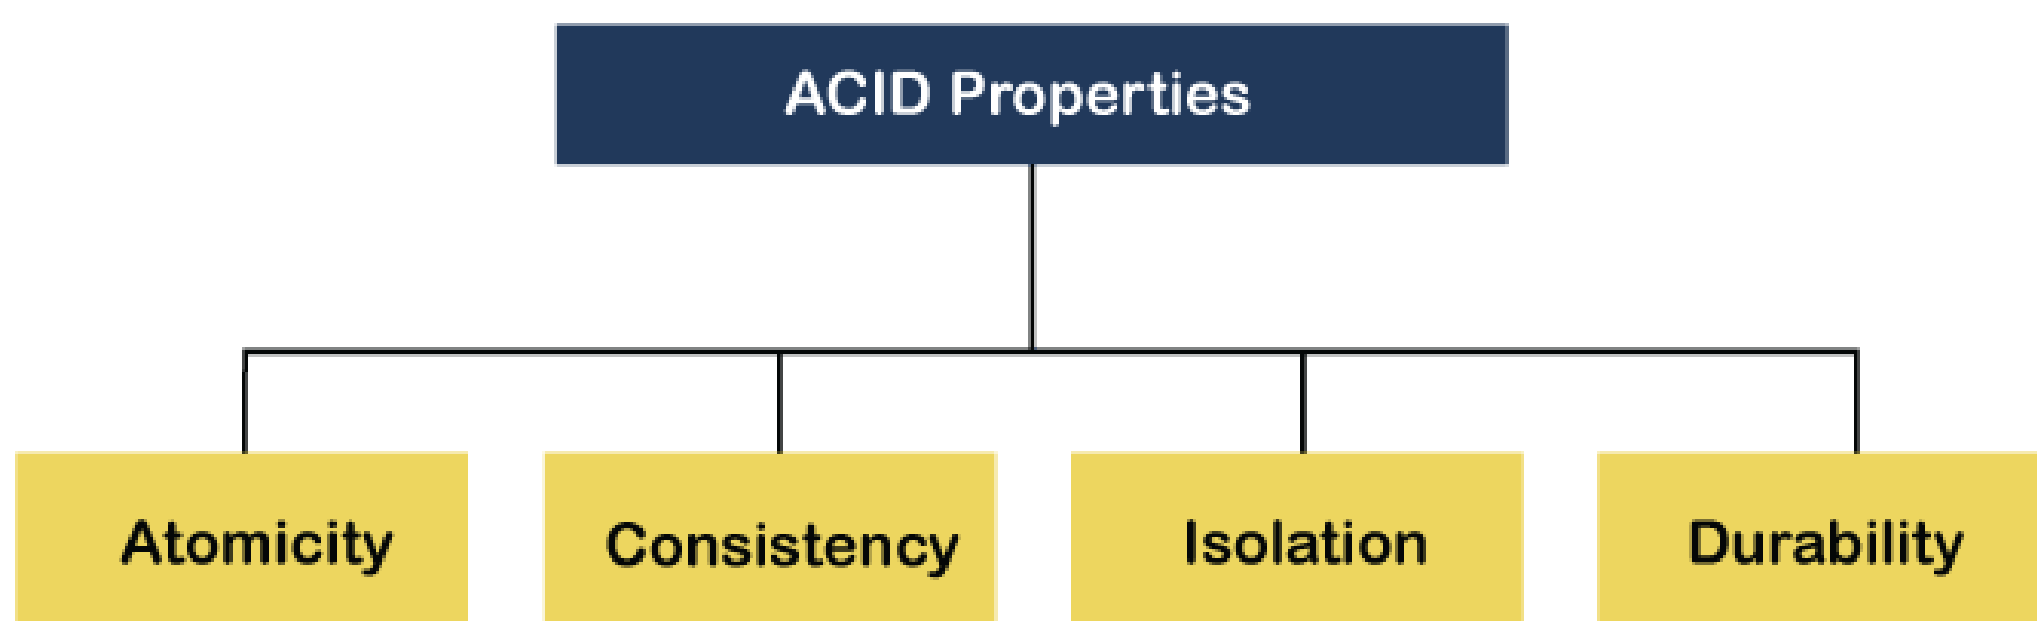 ACID Properties
Atomicity
Consistency
Isolation
Durability